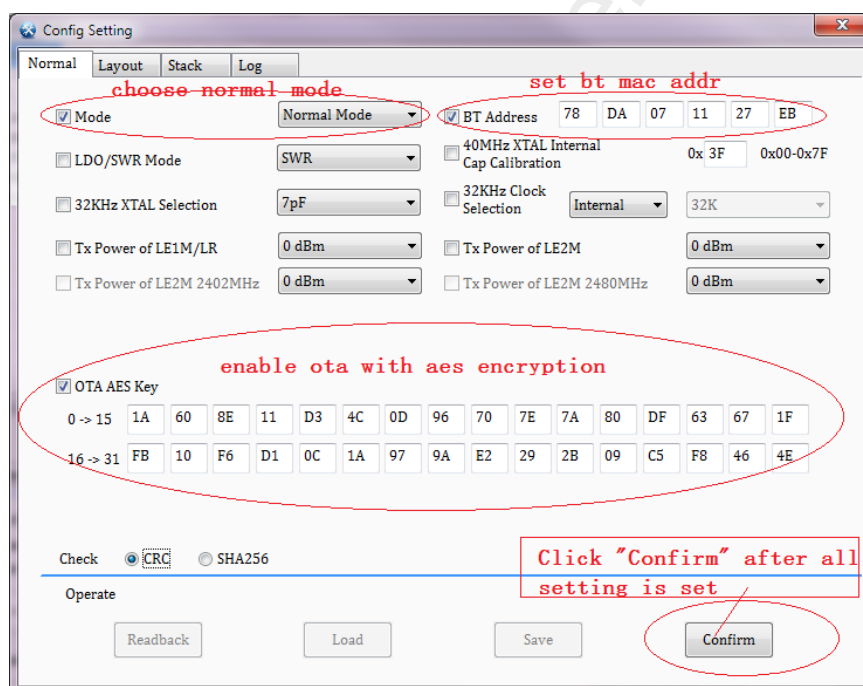 Config Setting
x
Normal Layout Stack Log
choose normal mode
set bt mac addr
Mode Normal Mode BT Address 78 DA 07 11 27 EB
LDO/SWR Mode SWR 40MHz XTAL Internal Cap Calibration 0x 3F 0x00-0x7F
32KHz XTAL Selection 7pF 32KHz Clock Selection Internal 32K
Tx Power of LE1M/LR 0 dBm Tx Power of LE2M 0 dBm
Tx Power of LE2M 2402MHz 0 dBm Tx Power of LE2M 2480MHz 0 dBm
enable ota with aes encryption
OTA AES Key
0 -> 15 1A 60 8E 11 D3 4C 0D 96 70 7E 7A 80 DF 63 67 1F
16 -> 31 FB 10 F6 D1 0C 1A 97 9A E2 29 2B 09 C5 F8 46 4E
Check CRC SHA256
Click "Confirm" after all
setting is set
Operate
Readback Load Save Confirm